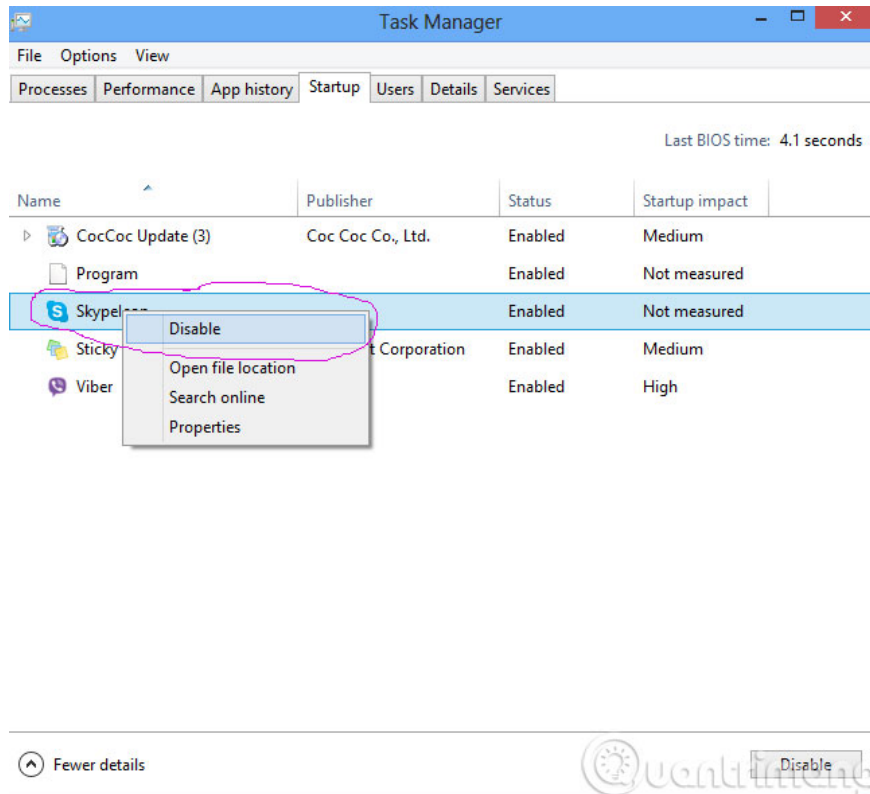 Task Manager
File Options View
Processes Performance App history Startup Users Details Services
Last BIOS time: 4.1 seconds
Name Publisher Status Startup impact
CocCoc Update (3) Coc Coc Co., Ltd. Enabled Medium
Program Enabled Not measured
Enabled Not measured
Disable
Sticky Corporation Enabled Medium
Open file location
Viber Enabled High
Search online
Properties
Fewer details Disable
Quantrimang